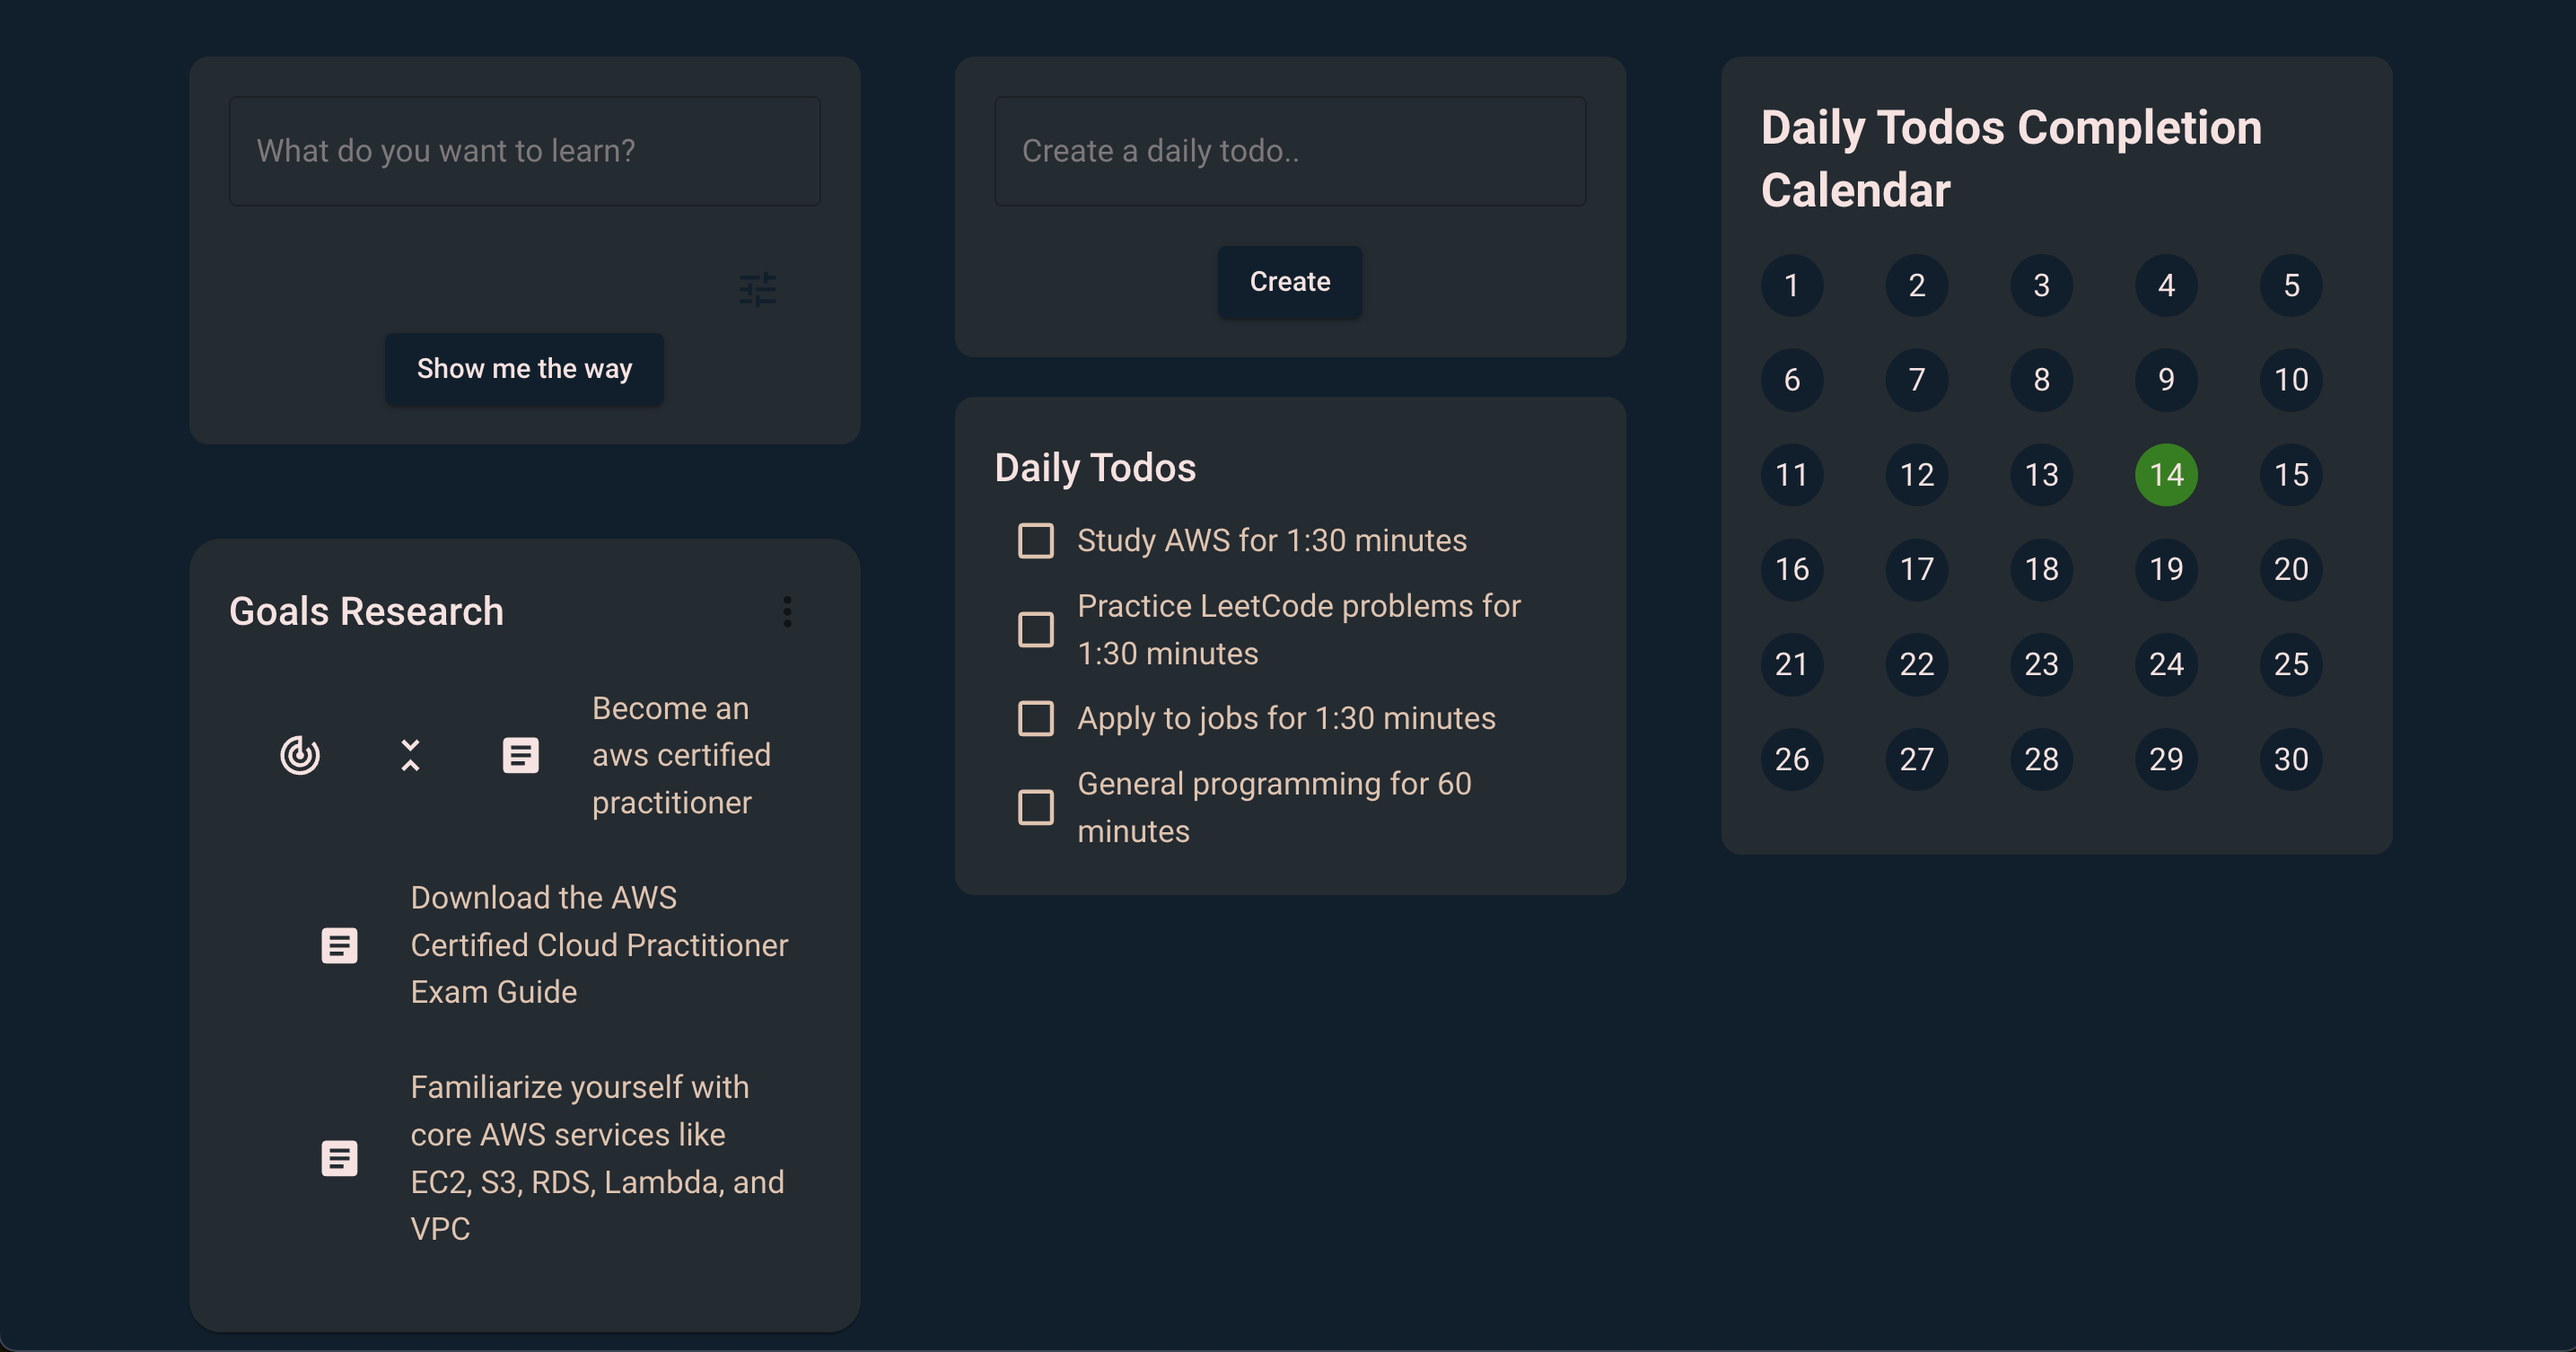 What do you want to learn?
Show me the way
Goals Research
Become an
aws certified
practitioner
Download the AWS
Certified Cloud Practitioner
Exam Guide
Familiarize yourself with
core AWS services like
EC2, S3, RDS, Lambda, and
VPC
Create a daily todo..
Create
Daily Todos
Study AWS for 1:30 minutes
Practice LeetCode problems for
1:30 minutes
Apply to jobs for 1:30 minutes
General programming for 60
minutes
Daily Todos Completion
Calendar
1 2 3 4 5
6 7 8 9 10
11 12 13 14 15
16 17 18 19 20
21 22 23 24 25
26 27 28 29 30